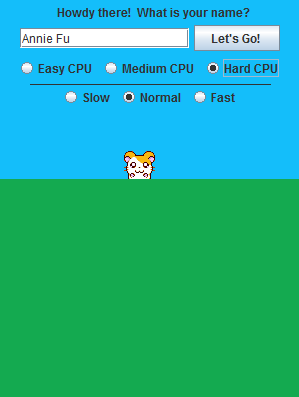 Howdy there!  What is your name?
Annie Fu Let's Go!
Easy CPU Medium CPU Hard CPU
Slow Normal Fast